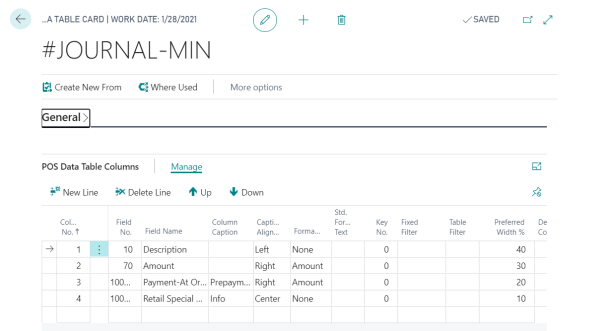 ...A TABLE CARD | WORK DATE: 1/28/2021
SAVED
#JOURNAL-MIN
Create New From Where Used More options
General
POS Data Table Columns Manage
New Line Delete Line Up Down
Col... No. ↑ Field No. Field Name Column Caption Capti... Align... Forma... Std. For... Text Key No. Fixed Filter Table Filter Preferred Width % De Co
→ 1 10 Description Left None 0 40
2 70 Amount Right Amount 0 30
3 100... Payment-At Or... Prepaym... Right Amount 0 20
4 100... Retail Special ... Info Center None 0 10